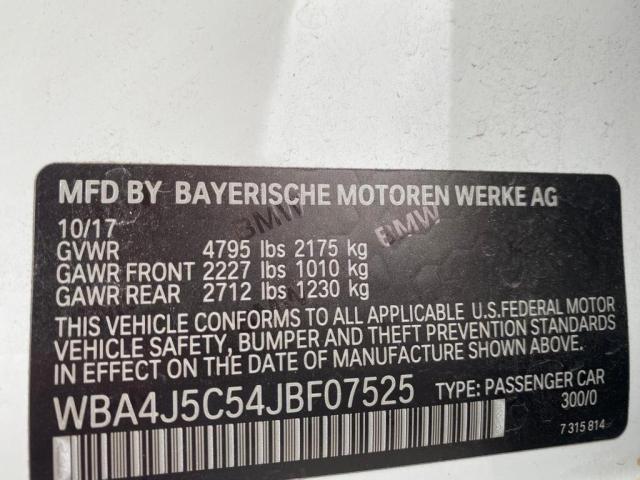 MFD BY BAYERISCHE MOTOREN WERKE AG
10/17
GVWR 4795 lbs 2175 kg
GAWR FRONT 2227 lbs 1010 kg
GAWR REAR 2712 lbs 1230 kg
THIS VEHICLE CONFORMS TO ALL APPLICABLE U.S.FEDERAL MOTOR
VEHICLE SAFETY, BUMPER AND THEFT PREVENTION STANDARDS
IN EFFECT ON THE DATE OF MANUFACTURE SHOWN ABOVE.
WBA4J5C54JBF07525 TYPE: PASSENGER CAR
300/0
7 315 814
BMW
BMW